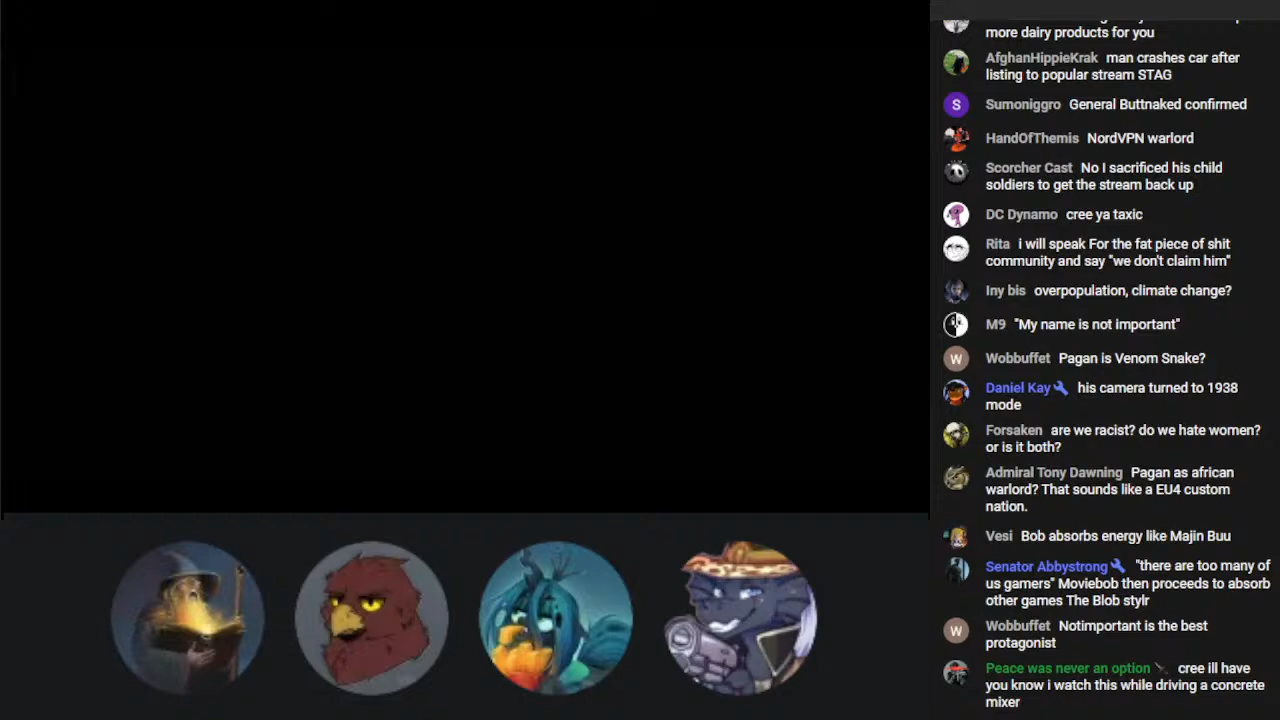 more dairy products for you
AfghanHippieKrak man crashes car after
listing to popular stream STAG
S Sumoniggro General Buttnaked confirmed
HandOfThemis NordVPN warlord
Scorcher Cast No I sacrificed his child
soldiers to get the stream back up
DC Dynamo cree ya taxic
Rita i will speak For the fat piece of shit
community and say "we don't claim him"
Iny bis overpopulation, climate change?
M9 "My name is not important"
W Wobbuffet Pagan is Venom Snake?
Daniel Kay his camera turned to 1938
mode
Forsaken are we racist? do we hate women?
or is it both?
Admiral Tony Dawning Pagan as african
warlord? That sounds like a EU4 custom
nation.
Vesi Bob absorbs energy like Majin Buu
Senator Abbystrong "there are too many of
us gamers" Moviebob then proceeds to absorb
other games The Blob stylr
W Wobbuffet Notimportant is the best
protagonist
Peace was never an option cree ill have
you know i watch this while driving a concrete
mixer